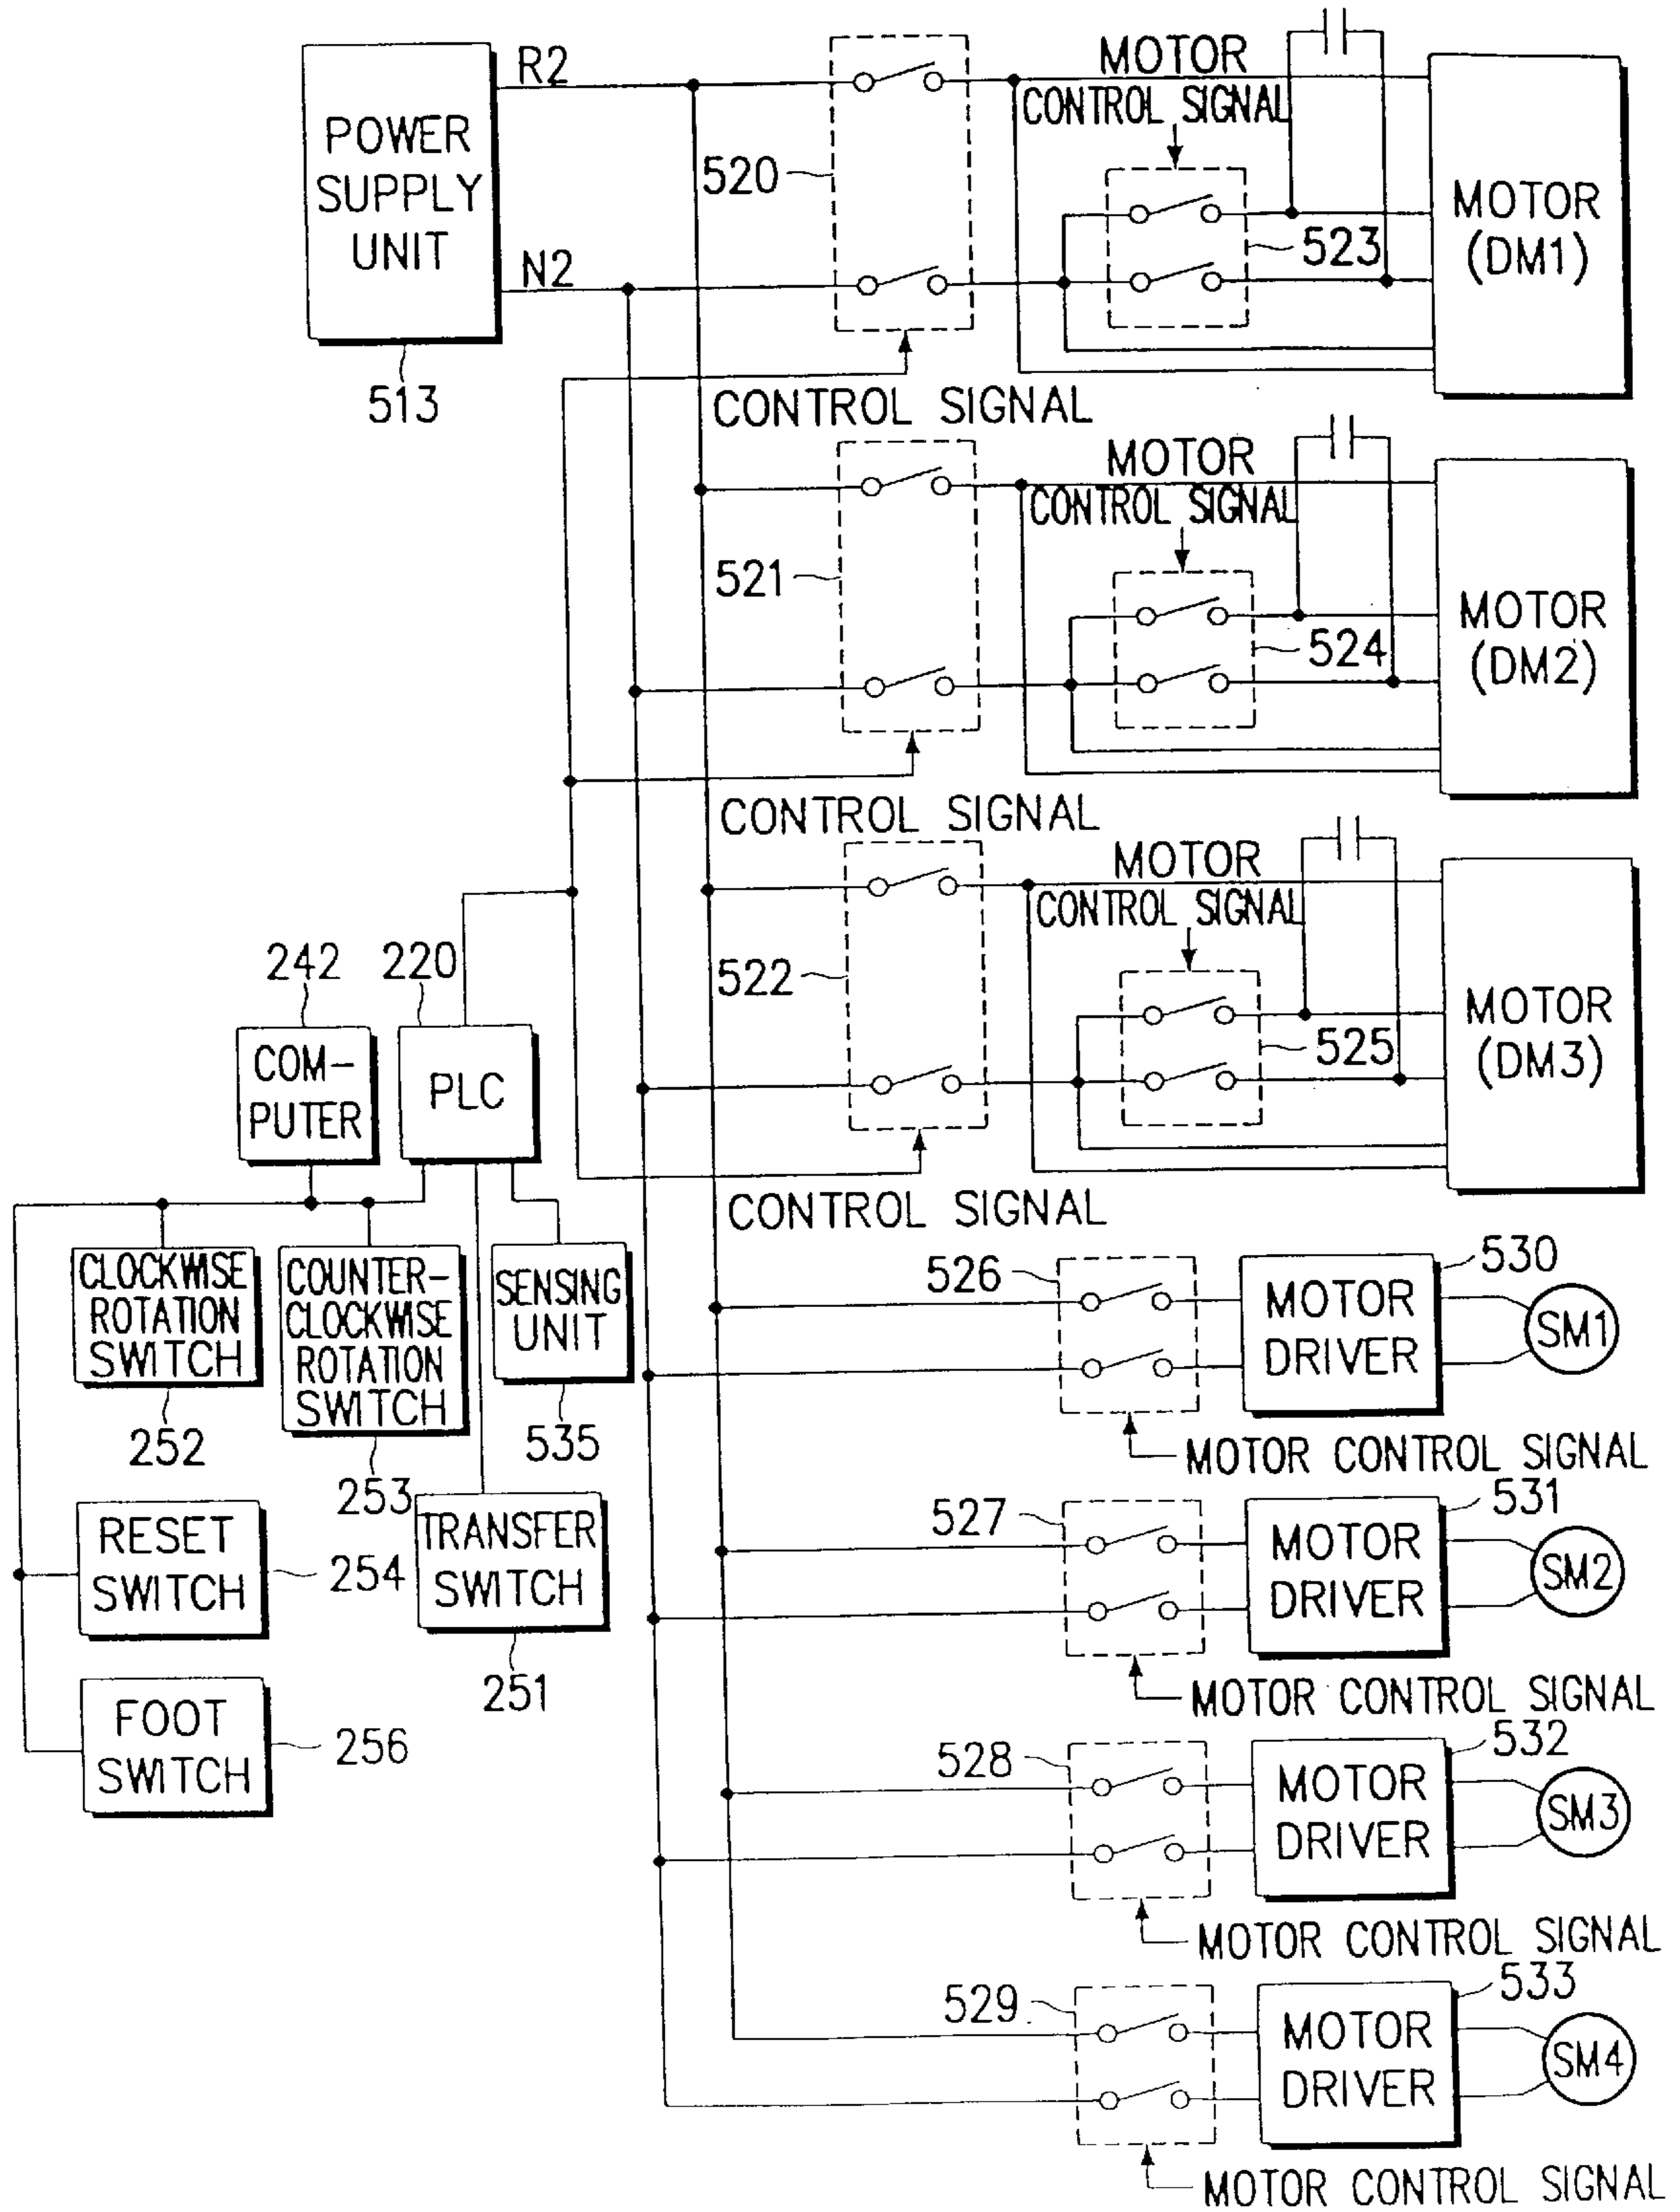 R2
POWER
SUPPLY
UNIT
N2
513
520
MOTOR
CONTROL SIGNAL
523
MOTOR
(DM1)
CONTROL SIGNAL
521
MOTOR
CONTROL SIGNAL
524
MOTOR
(DM2)
CONTROL SIGNAL
522
MOTOR
CONTROL SIGNAL
525
MOTOR
(DM3)
CONTROL SIGNAL
242
220
COM-
PUTER
PLC
CLOCKWISE
ROTATION
SWITCH
252
COUNTER-
CLOCKWISE
ROTATION
SWITCH
253
SENSING
UNIT
535
RESET
SWITCH
254
TRANSFER
SWITCH
251
FOOT
SWITCH
256
526
MOTOR
DRIVER
530
SM1
MOTOR CONTROL SIGNAL
527
MOTOR
DRIVER
531
SM2
MOTOR CONTROL SIGNAL
528
MOTOR
DRIVER
532
SM3
MOTOR CONTROL SIGNAL
529
MOTOR
DRIVER
533
SM4
MOTOR CONTROL SIGNAL